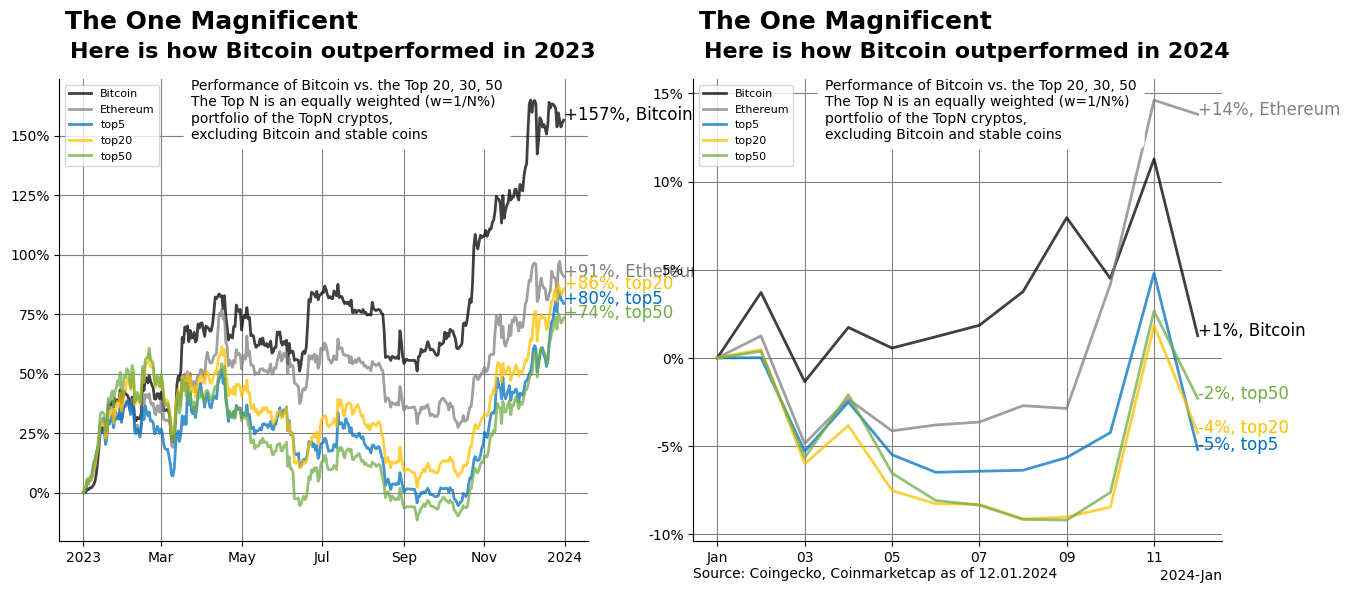 The One Magnificent
Here is how Bitcoin outperformed in 2023
Bitcoin
Ethereum
top5
top20
top50
Performance of Bitcoin vs. the Top 20, 30, 50
The Top N is an equally weighted (w=1/N%)
portfolio of the TopN cryptos,
excluding Bitcoin and stable coins
150%
125%
100%
75%
50%
25%
0%
+157%, Bitcoin
+91%, Ethereum
+86%, top20
+80%, top5
+74%, top50
2023
Mar
May
Jul
Sep
Nov
2024
The One Magnificent
Here is how Bitcoin outperformed in 2024
Bitcoin
Ethereum
top5
top20
top50
Performance of Bitcoin vs. the Top 20, 30, 50
The Top N is an equally weighted (w=1/N%)
portfolio of the TopN cryptos,
excluding Bitcoin and stable coins
15%
10%
5%
0%
-5%
-10%
+14%, Ethereum
+1%, Bitcoin
-2%, top50
-4%, top20
-5%, top5
Jan
03
05
07
09
11
2024-Jan
Source: Coingecko, Coinmarketcap as of 12.01.2024